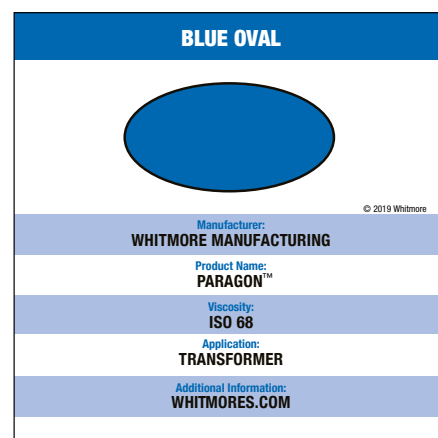 BLUE OVAL
© 2019 Whitmore
Manufacturer:
WHITMORE MANUFACTURING
Product Name:
PARAGON™
Viscosity:
ISO 68
Application:
TRANSFORMER
Additional Information:
WHITMORES.COM